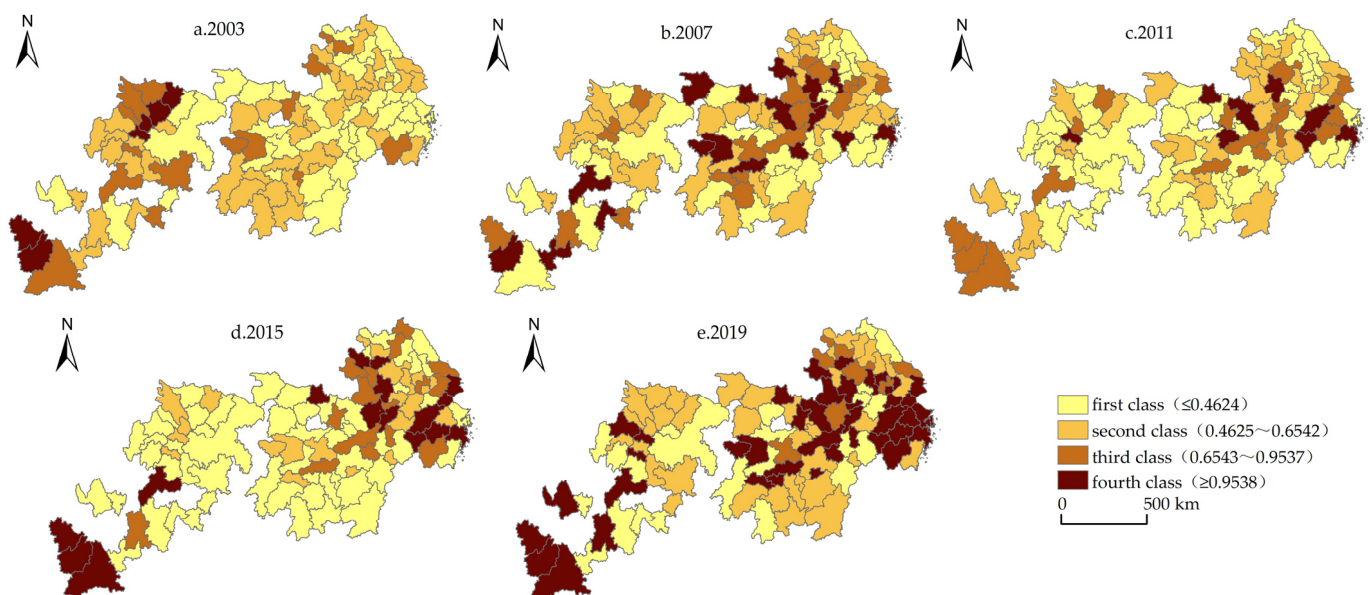 N
a.2003
N
b.2007
N
c.2011
N
d.2015
N
e.2019
first class（≤0.4624）
second class（0.4625～0.6542）
third class（0.6543～0.9537）
fourth class（≥0.9538）
0 500 km